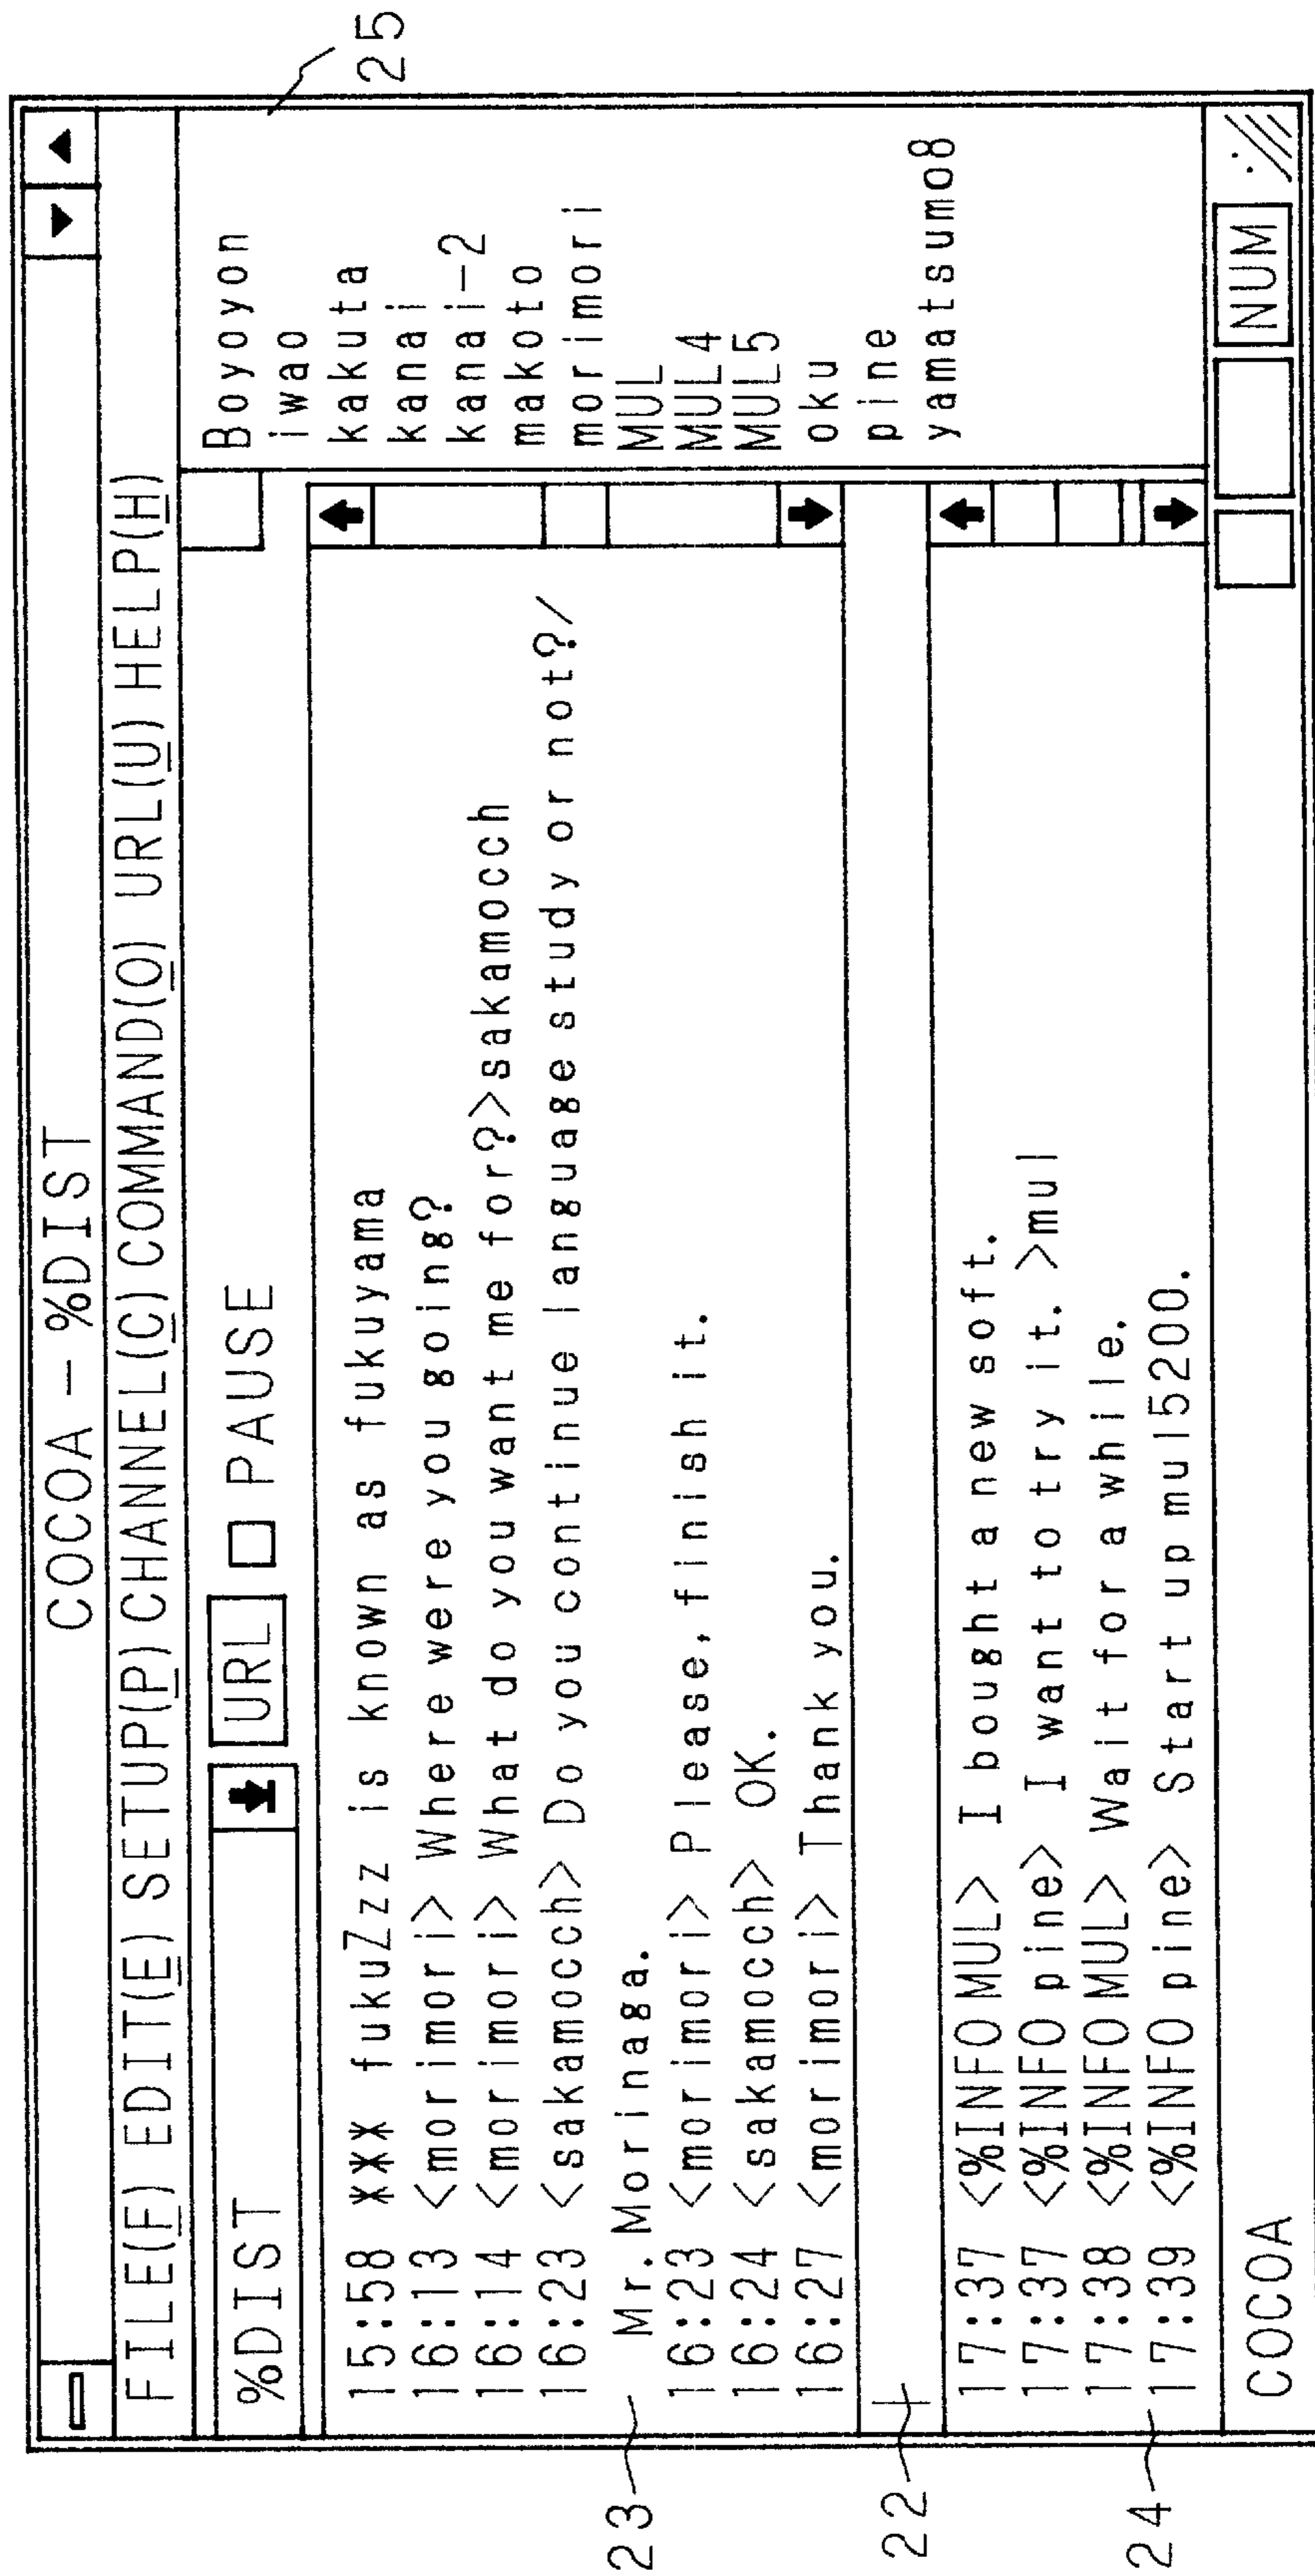 COCOA - %DIST
FILE(F) EDIT(E) SETUP(P) CHANNEL(C) COMMAND(O) URL(U) HELP(H)
%DIST URL PAUSE
15:58 *** fukuZzz is known as fukuyama
16:13 <morimori> Where were you going?
16:14 <morimori> What do you want me for?>sakamocch
16:23 <sakamocch> Do you continue language study or not?/
Mr. Morinaga.
16:23 <morimori> Please, finish it.
16:24 <sakamocch> OK.
16:27 <morimori> Thank you.
17:37 <%INFO MUL> I bought a new soft.
17:37 <%INFO pine> I want to try it. >mul
17:38 <%INFO MUL> Wait for a while.
17:39 <%INFO pine> Start up mul5200.
Boyoyon
iwao
kakuta
kanai
kanai-2
makoto
morimori
MUL
MUL4
MUL5
oku
pine
yamatsumo8
COCOA NUM
23
22
24
25